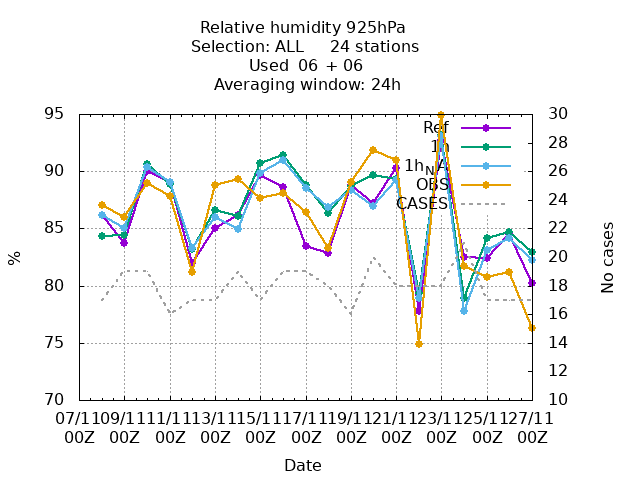 Relative humidity 925hPa
Selection: ALL 24 stations
Used 06 + 06
Averaging window: 24h
95
90
85
80
75
70
30
28
26
24
22
20
18
16
14
12
10
Ref
1h
1h_NA
OBS
CASES
%
No cases
07/11 09/11 11/11 13/11 15/11 17/11 19/11 21/11 23/11 25/11 27/11
00Z 00Z 00Z 00Z 00Z 00Z 00Z 00Z 00Z 00Z 00Z
Date